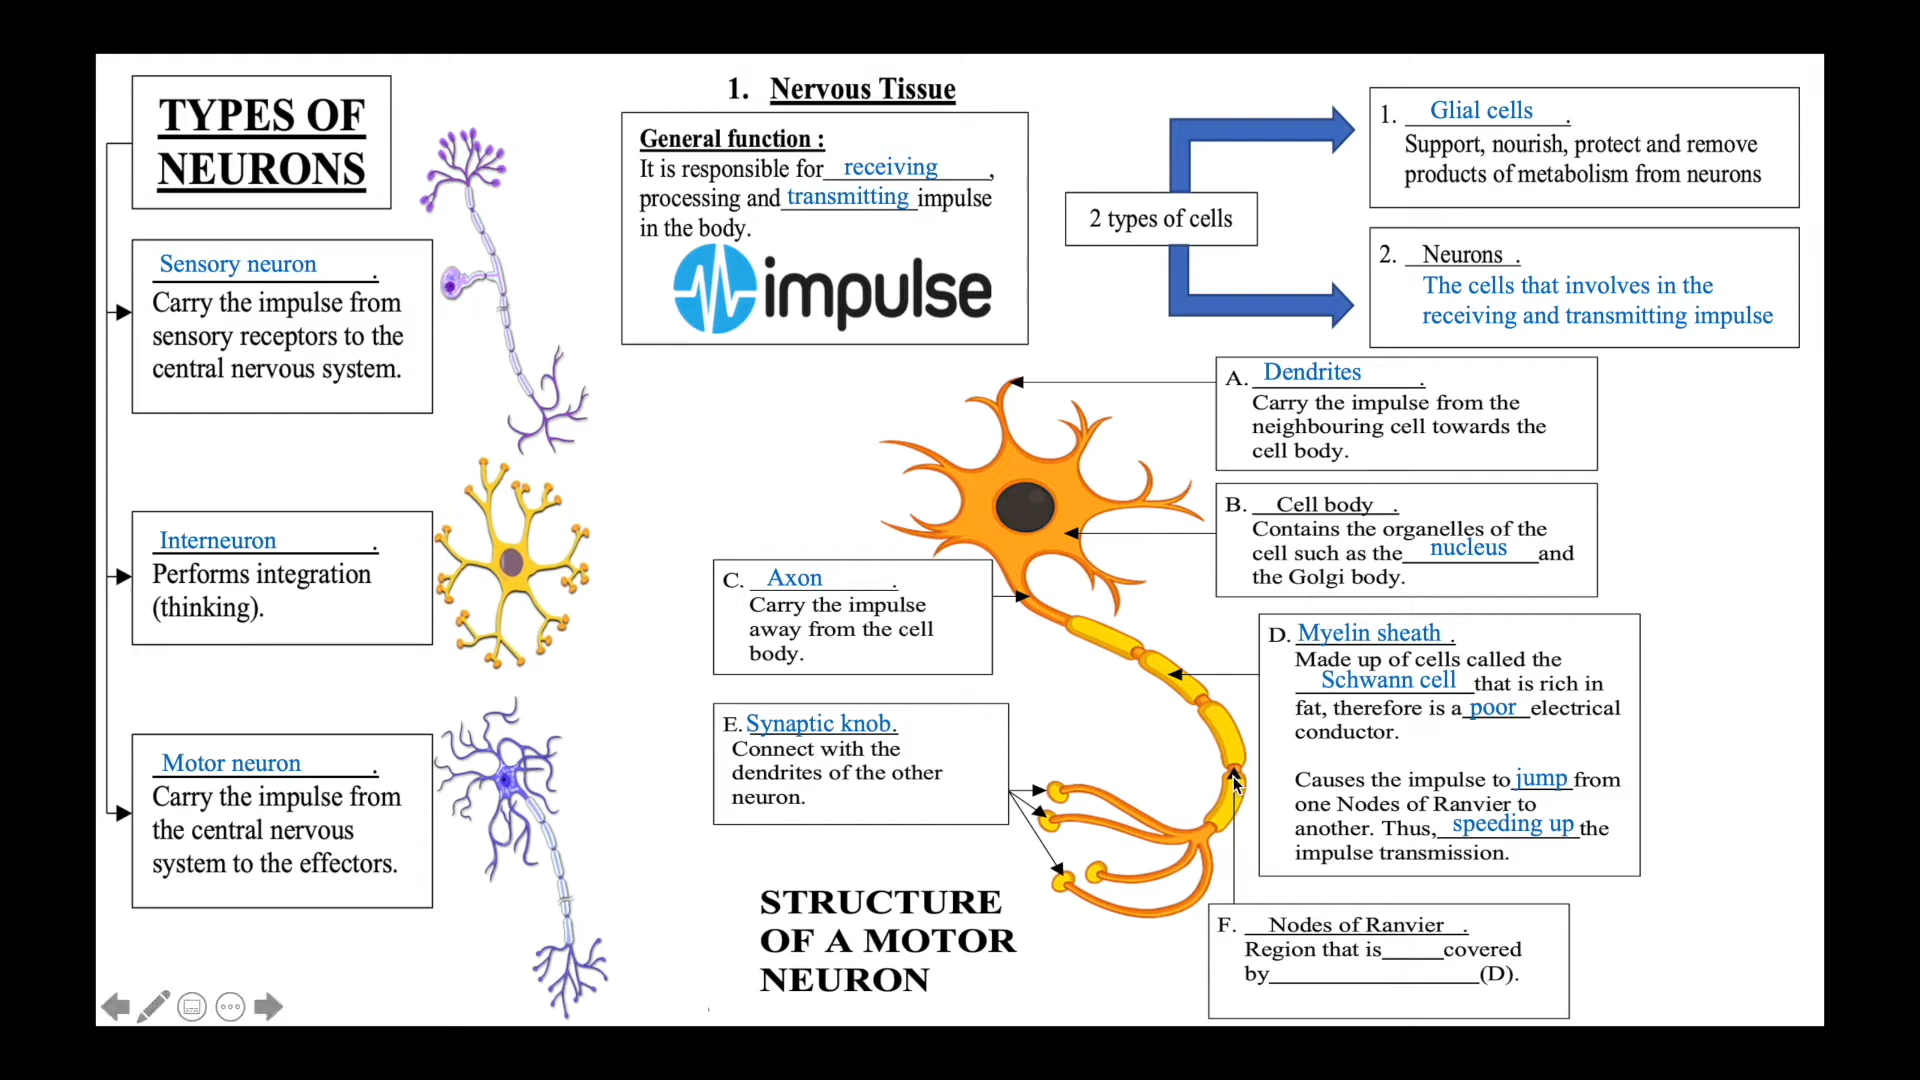 TYPES OF
NEURONS
Sensory neuron.
Carry the impulse from
sensory receptors to the
central nervous system.
Interneuron.
Performs integration
(thinking).
Motor neuron.
Carry the impulse from
the central nervous
system to the effectors.
1. Nervous Tissue
General function :
It is responsible for receiving,
processing and transmitting impulse
in the body.
impulse
2 types of cells
1. Glial cells.
Support, nourish, protect and remove
products of metabolism from neurons
2. Neurons.
The cells that involves in the
receiving and transmitting impulse
A. Dendrites.
Carry the impulse from the
neighbouring cell towards the
cell body.
B. Cell body.
Contains the organelles of the
cell such as the nucleus and
the Golgi body.
C. Axon.
Carry the impulse
away from the cell
body.
D. Myelin sheath.
Made up of cells called the
Schwann cell that is rich in
fat, therefore is a poor electrical
conductor.
Causes the impulse to jump from
one Nodes of Ranvier to
another. Thus, speeding up the
impulse transmission.
E. Synaptic knob.
Connect with the
dendrites of the other
neuron.
STRUCTURE
OF A MOTOR
NEURON
F. Nodes of Ranvier.
Region that is_____covered
by_________________(D).